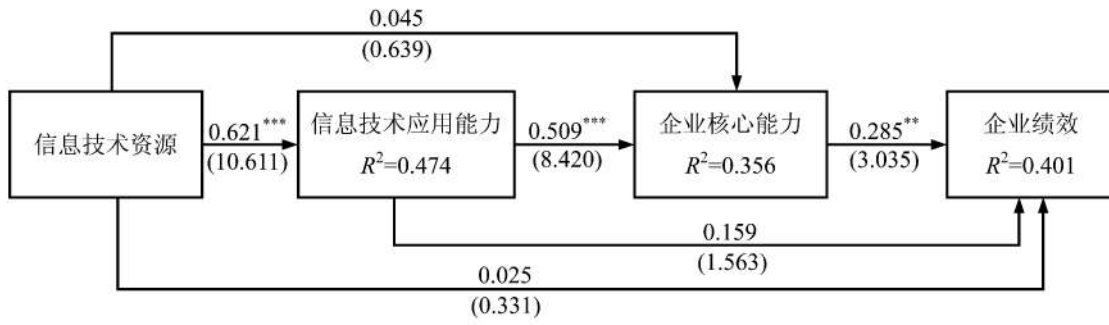 0.045
(0.639)
信息技术资源
0.621***
(10.611)
信息技术应用能力
R²=0.474
0.509***
(8.420)
企业核心能力
R²=0.356
0.285**
(3.035)
企业绩效
R²=0.401
0.159
(1.563)
0.025
(0.331)